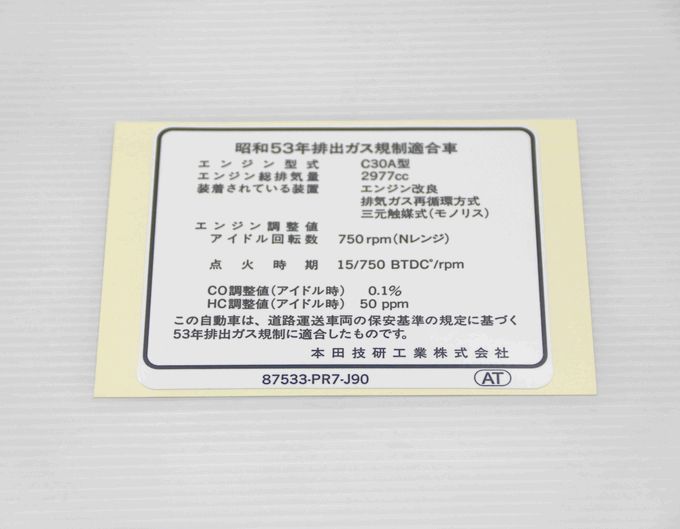 昭和53年排出ガス規制適合車
エンジン型式 C30A型
エンジン総排気量 2977cc
装着されている装置 エンジン改良
排気ガス再循環方式
三元触媒式(モノリス)
エンジン調整値
アイドル回転数 750rpm(Nレンジ)
点火時期 15/750 BTDC°/rpm
CO調整値(アイドル時) 0.1%
HC調整値(アイドル時) 50 ppm
この自動車は、道路運送車両の保安基準の規定に基づく
53年排出ガス規制に適合したものです。
本田技研工業株式会社
87533-PR7-J90 AT